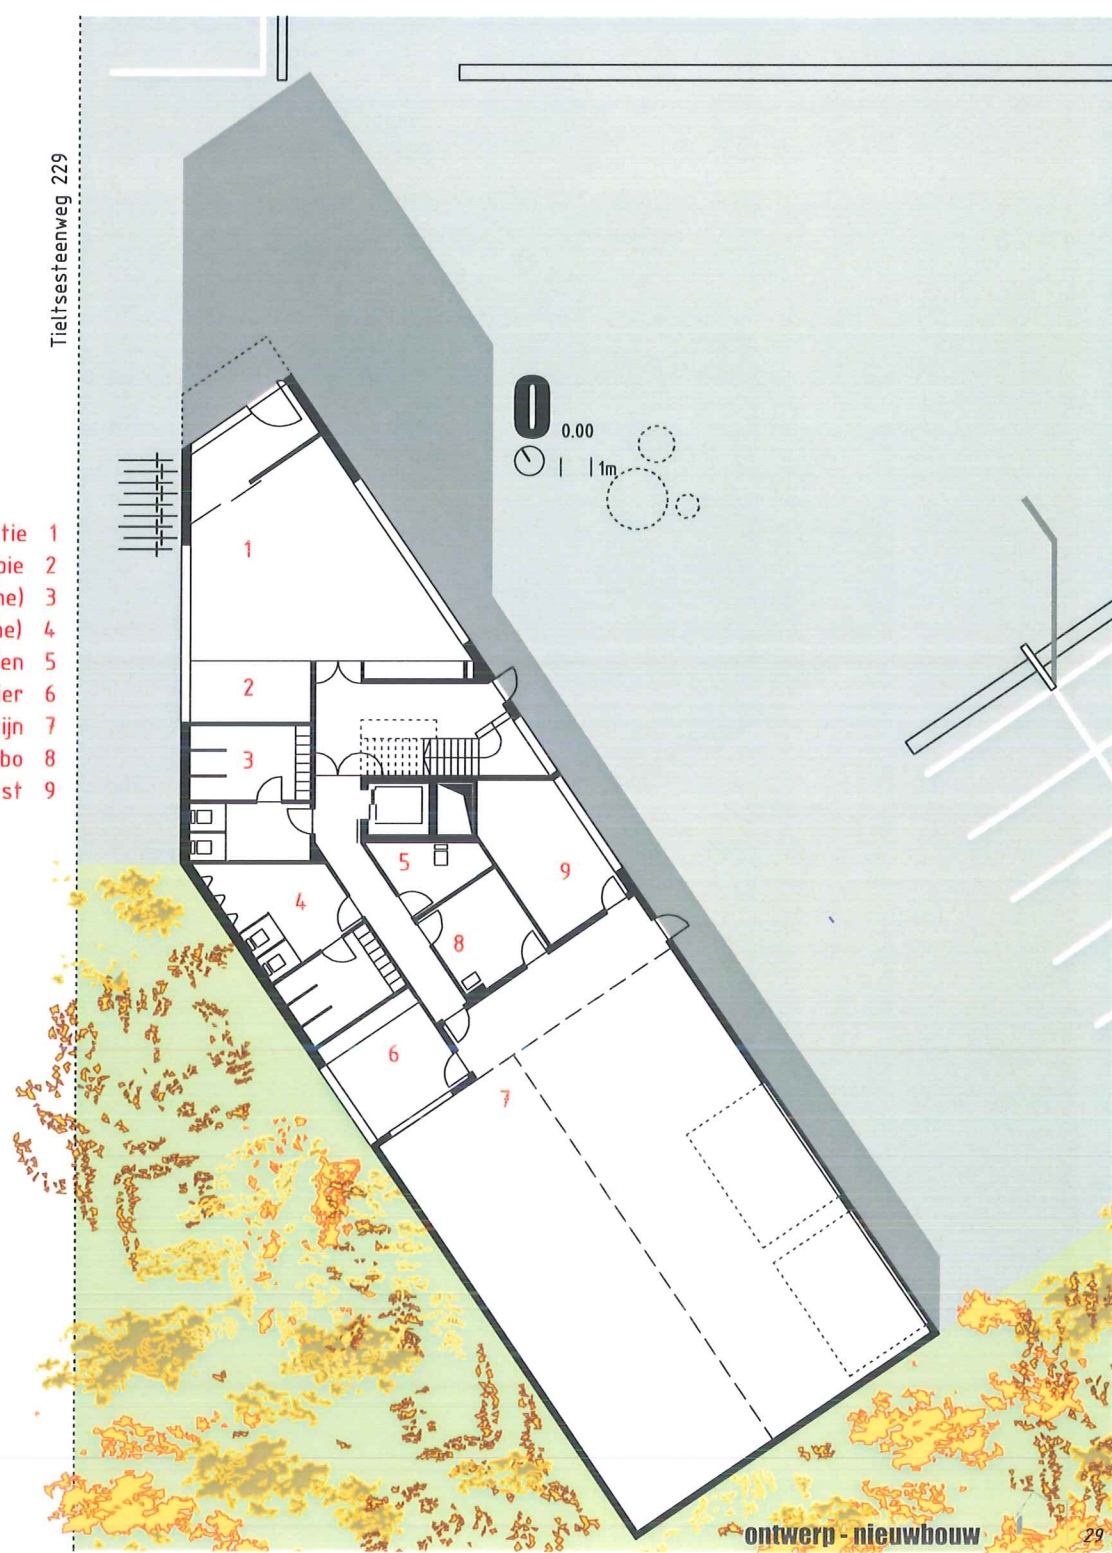 Tieltsesteenweg 229
0
0.00
1m
tie 1
pie 2
ne) 3
ne) 4
en 5
ier 6
ijn 7
bo 8
st 9
1
2
3
4
5
6
7
8
9
ontwerp - nieuwbouw
29